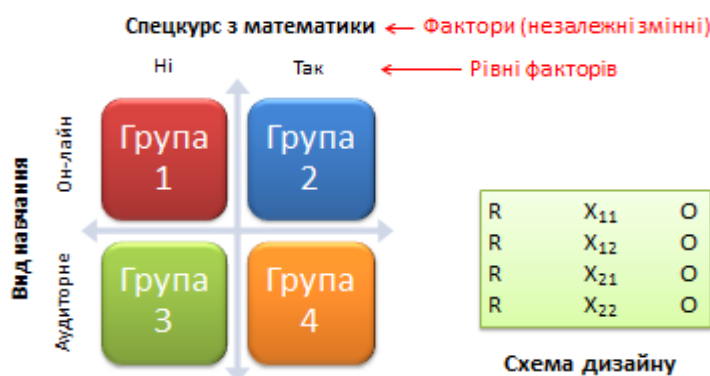 Спецкурс з математики
Фактори (незалежні змінні)
Ні
Так
Рівні факторів
Вид навчання
Он-лайн
Група
1
Група
2
Аудиторне
Група
3
Група
4
R X₁₁ O
R X₁₂ O
R X₂₁ O
R X₂₂ O
Схема дизайну